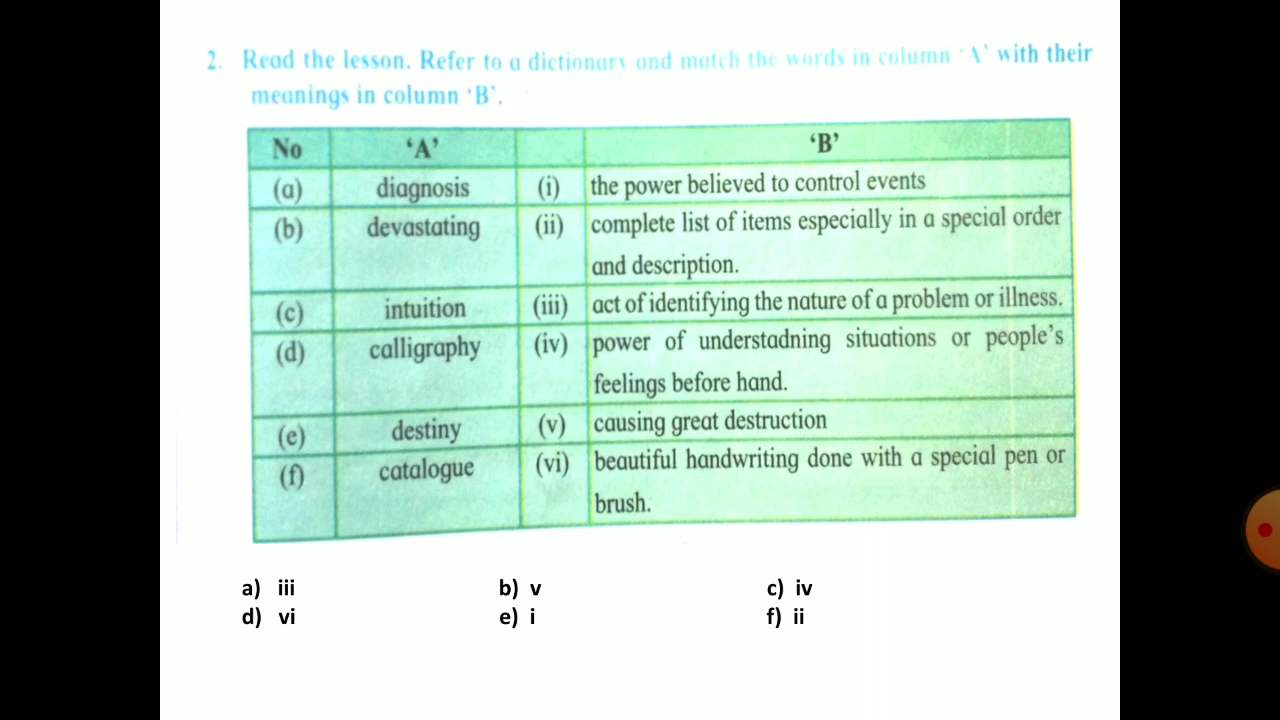 2. Read the lesson. Refer to a dictionary and match the words in column 'A' with their
meanings in column 'B'.
No 'A' 'B'
(a) diagnosis (i) the power believed to control events
(b) devastating (ii) complete list of items especially in a special order
and description.
(c) intuition (iii) act of identifying the nature of a problem or illness.
(d) calligraphy (iv) power of understadning situations or people's
feelings before hand.
(e) destiny (v) causing great destruction
(f) catalogue (vi) beautiful handwriting done with a special pen or
brush.
a) iii b) v c) iv
d) vi e) i f) ii